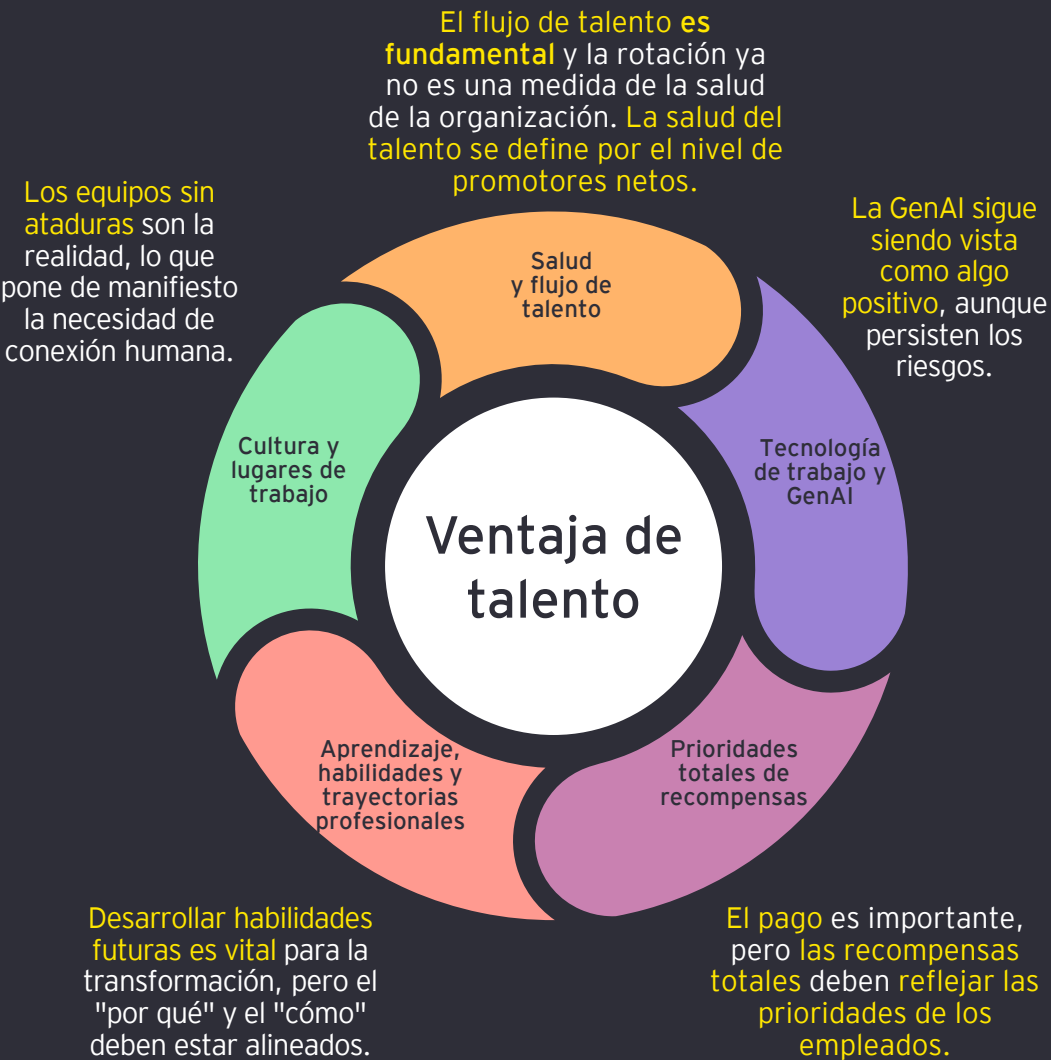 El flujo de talento es
fundamental y la rotación ya
no es una medida de la salud
de la organización. La salud del
talento se define por el nivel de
promotores netos.
Los equipos sin
ataduras son la
realidad, lo que
pone de manifiesto
la necesidad de
conexión humana.
La GenAI sigue
siendo vista
como algo
positivo, aunque
persisten los
riesgos.
Salud
y flujo de
talento
Cultura y
lugares de
trabajo
Tecnología
de trabajo y
GenAI
Ventaja de
talento
Aprendizaje,
habilidades y
trayectorias
profesionales
Prioridades
totales de
recompensas
Desarrollar habilidades
futuras es vital para la
transformación, pero el
"por qué" y el "cómo"
deben estar alineados.
El pago es importante,
pero las recompensas
totales deben reflejar las
prioridades de los
empleados.